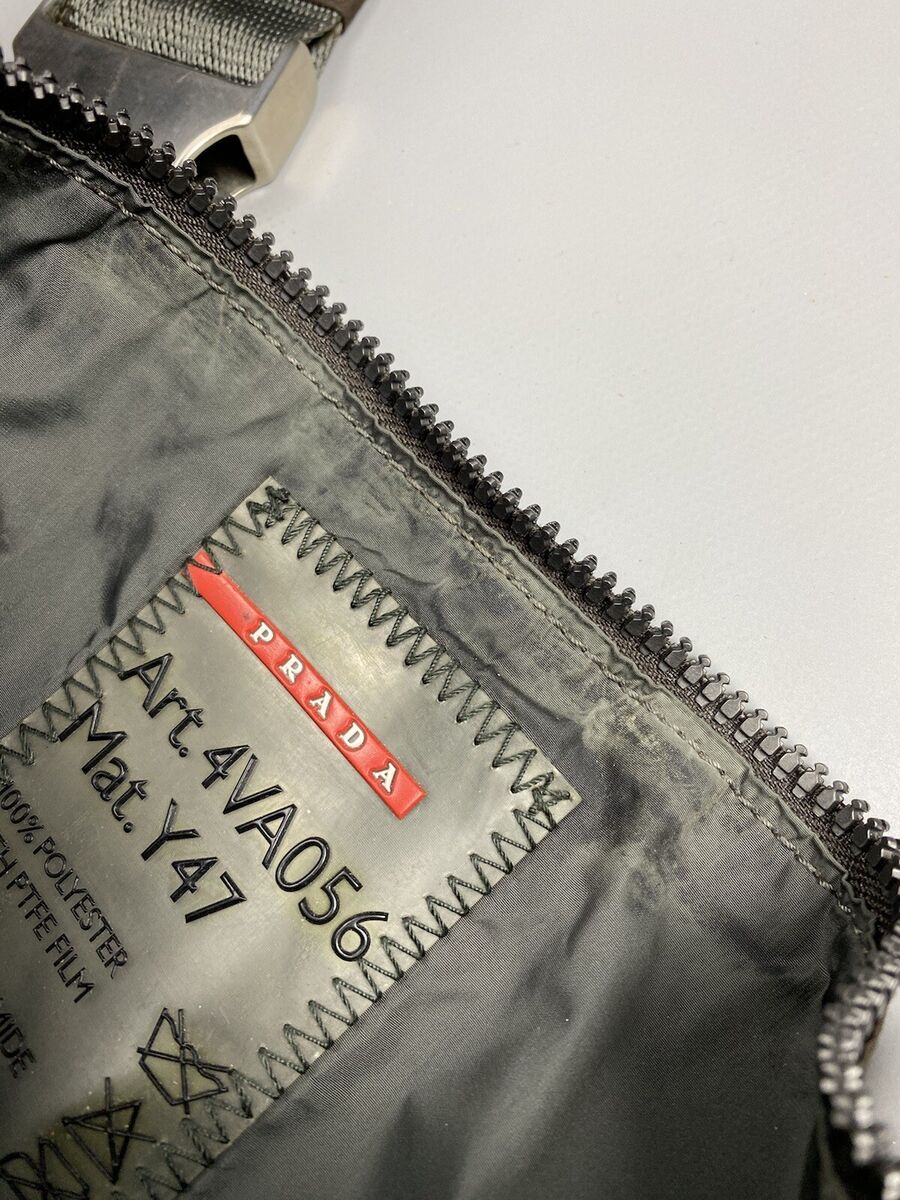 PRADA
Art. 4VA056
Mat. Y47
100% POLYESTER
PTFE FILM